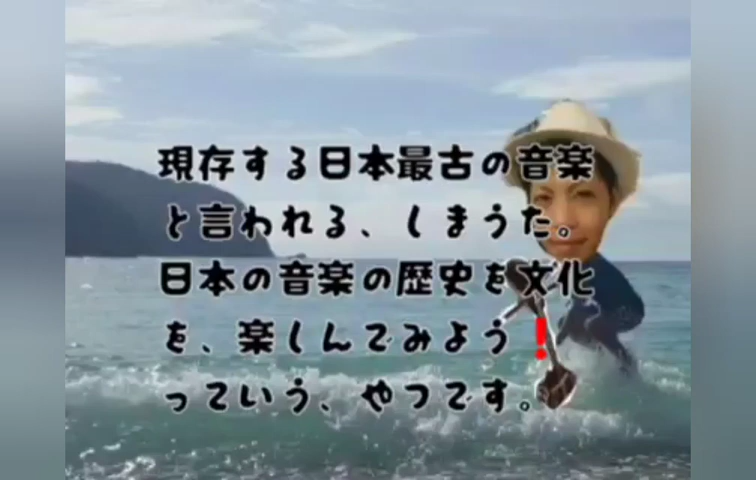 現存する日本最古の音楽
と言われる、しまうた。
日本の音楽の歴史を文化
を、楽しんでみよう❗
っていう、やつです。